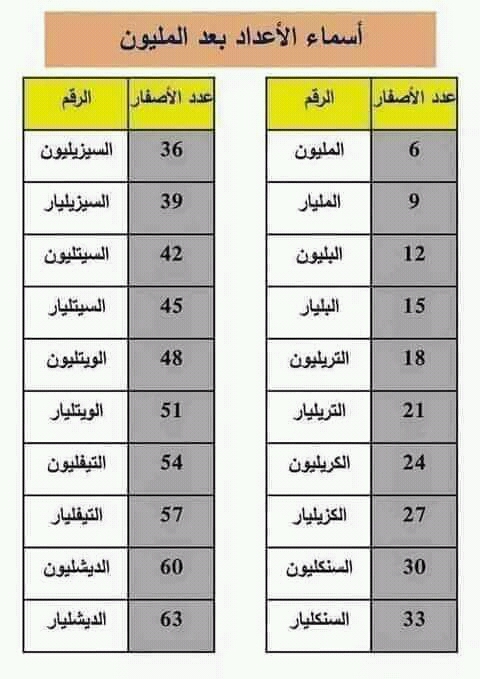 أسماء الأعداد بعد المليون
عدد الأصفار الرقم
6 المليون
9 المليار
12 البليون
15 البليار
18 التريليون
21 التريليار
24 الكريليون
27 الكزيليار
30 السنكليون
33 السنكليار
عدد الأصفار الرقم
36 السيزيليون
39 السيزيليار
42 السيتليون
45 السيتليار
48 الويتليون
51 الويتليار
54 التيفليون
57 التيفليار
60 الديشليون
63 الديشليار